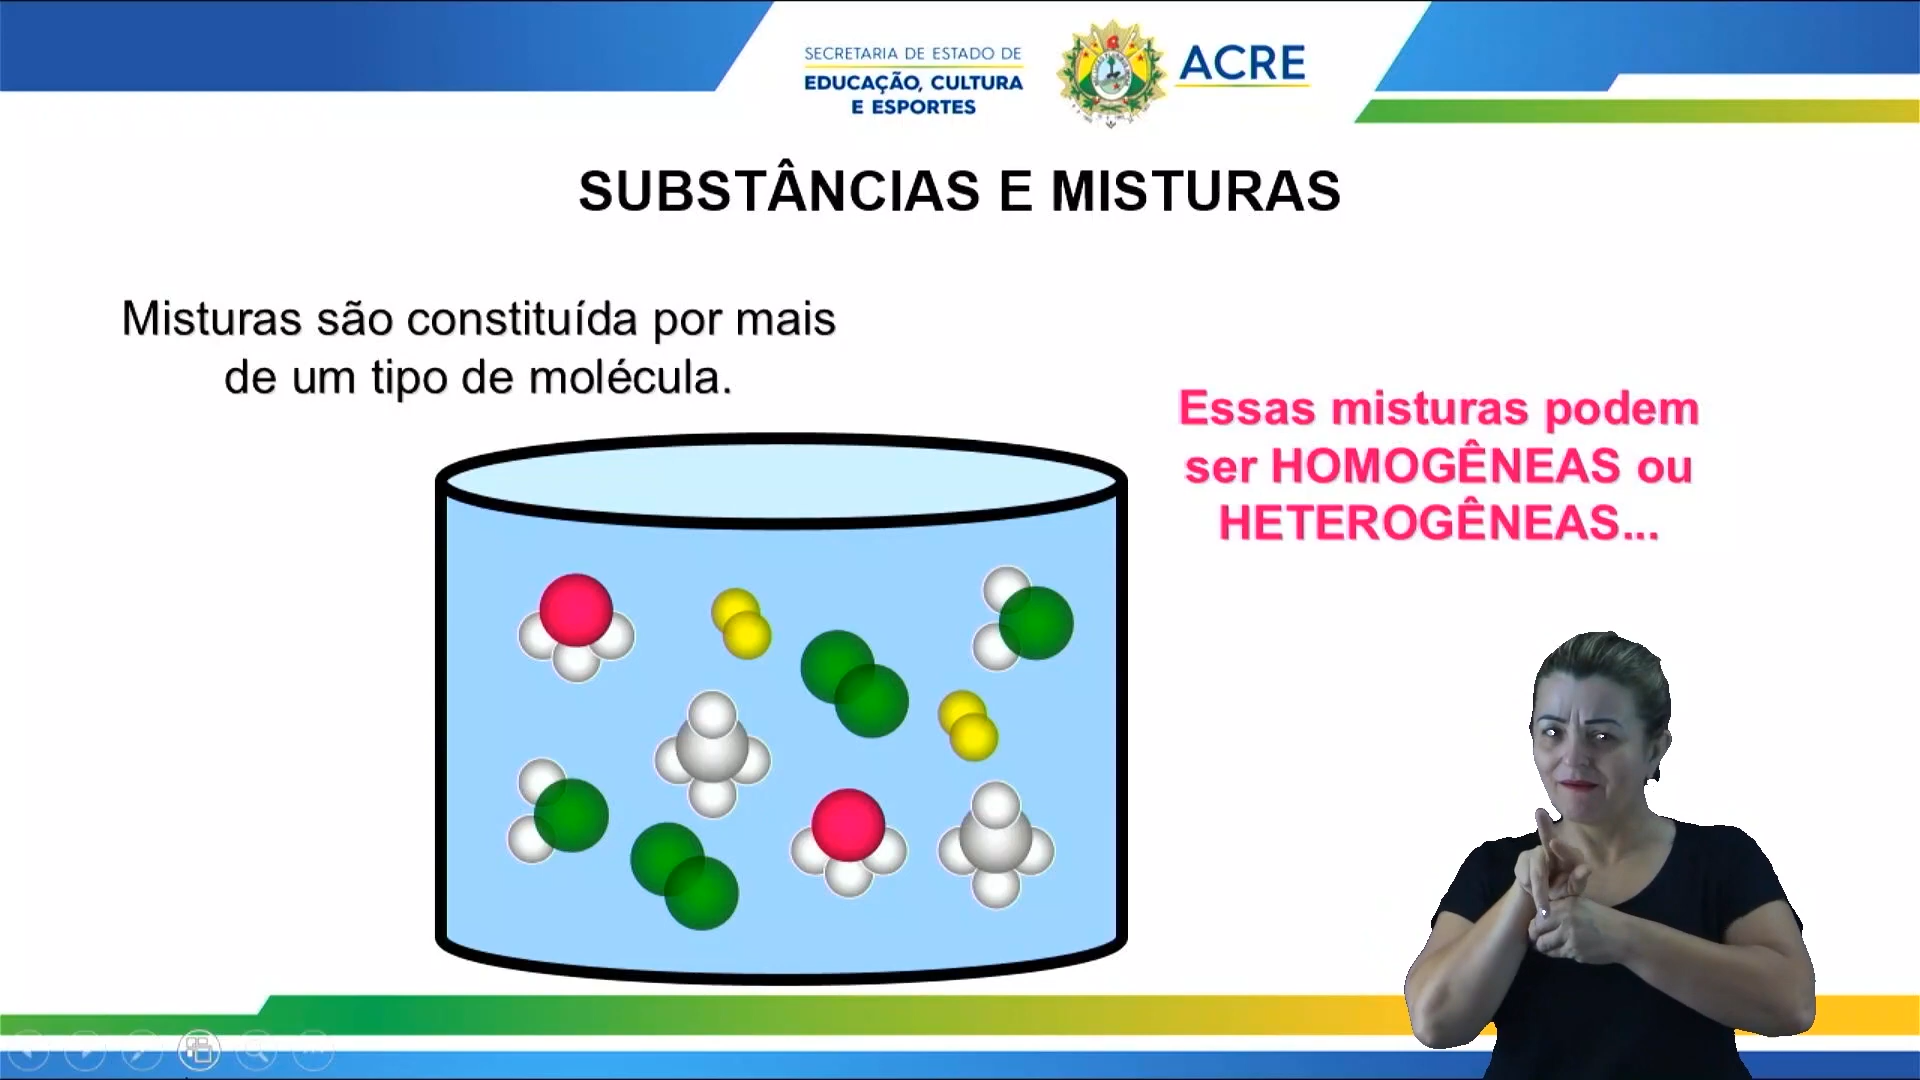 SECRETARIA DE ESTADO DE
EDUCAÇÃO, CULTURA
E ESPORTES
ACRE
SUBSTÂNCIAS E MISTURAS
Misturas são constituída por mais
de um tipo de molécula.
Essas misturas podem
ser HOMOGÊNEAS ou
HETEROGÊNEAS...